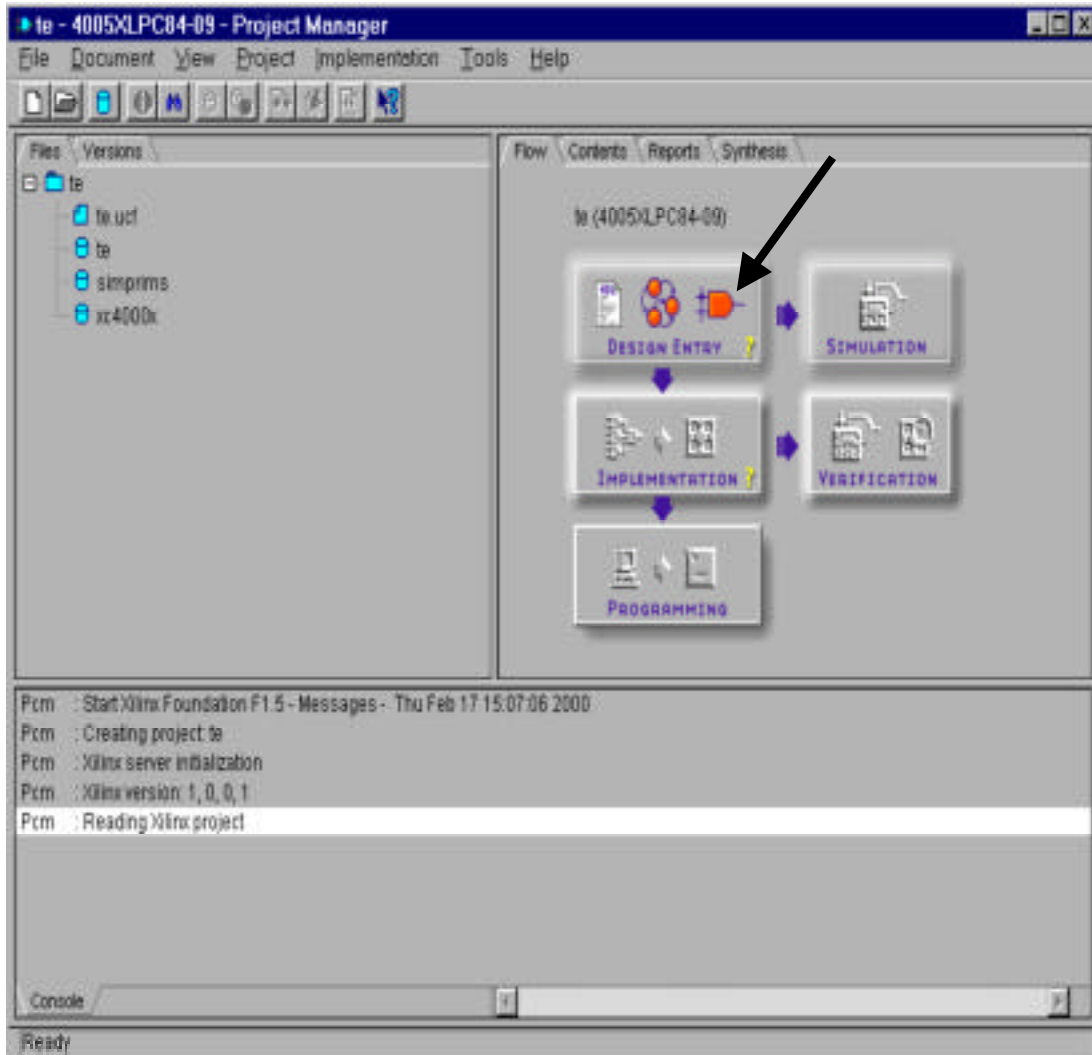 te - 4005XLPC84-09 - Project Manager
File Document View Project Implementation Tools Help
Files Versions
te
te.ucf
te
simprims
xc4000x
Flow Contents Reports Synthesis
te (4005XLPC84-09)
DESIGN ENTRY ?
SIMULATION
IMPLEMENTATION ?
VERIFICATION
PROGRAMMING
Pcm : Start Xilinx Foundation F1.5 - Messages - Thu Feb 17 15:07:06 2000
Pcm : Creating project te
Pcm : Xilinx server initialization
Pcm : Xilinx version: 1, 0, 0, 1
Pcm : Reading Xilinx project
Console
Ready